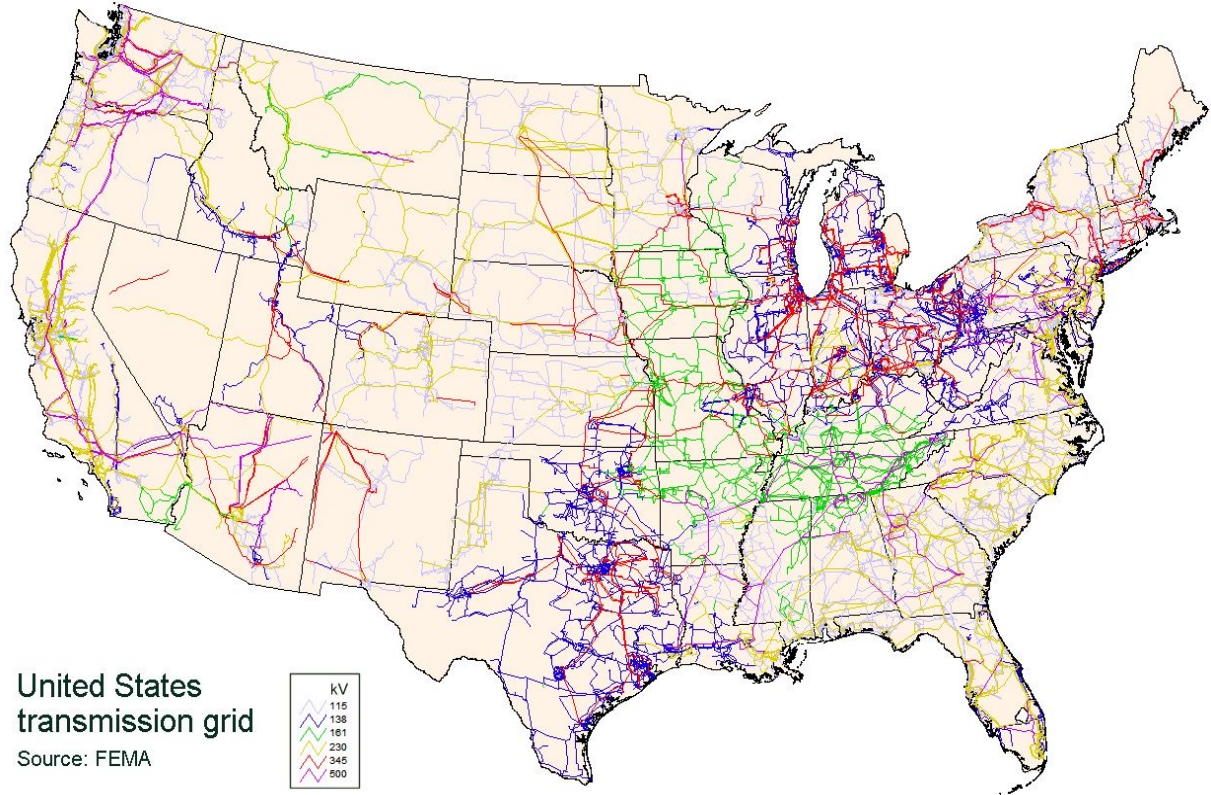 United States
transmission grid
Source: FEMA
kV
115
138
161
230
345
500